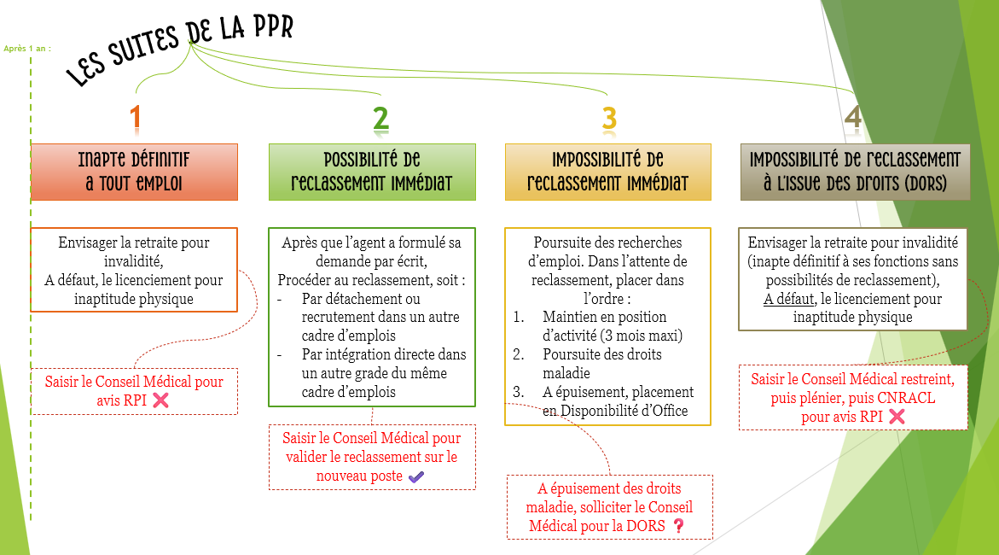 LES SUITES DE LA PPR
Après 1 an :
1
INAPTE DÉFINITIF
A TOUT EMPLOI
Envisager la retraite pour
invalidité,
A défaut, le licenciement pour
inaptitude physique
Saisir le Conseil Médical pour
avis RPI ❌
2
POSSIBILITÉ DE
RECLASSEMENT IMMÉDIAT
Après que l’agent a formulé sa
demande par écrit,
Procéder au reclassement, soit :
- Par détachement ou
recrutement dans un autre
cadre d’emplois
- Par intégration directe dans
un autre grade du même
cadre d’emplois
Saisir le Conseil Médical pour
valider le reclassement sur le
nouveau poste ✔
3
IMPOSSIBILITÉ DE
RECLASSEMENT IMMÉDIAT
Poursuite des recherches
d’emploi. Dans l’attente de
reclassement, placer dans
l’ordre :
1. Maintien en position
d’activité (3 mois maxi)
2. Poursuite des droits
maladie
3. A épuisement, placement
en Disponibilité d’Office
A épuisement des droits
maladie, solliciter le Conseil
Médical pour la DORS ❓
4
IMPOSSIBILITÉ DE RECLASSEMENT
À L'ISSUE DES DROITS (DORS)
Envisager la retraite pour invalidité
(inapte définitif à ses fonctions sans
possibilités de reclassement),
A défaut, le licenciement pour
inaptitude physique
Saisir le Conseil Médical restreint,
puis plénier, puis CNRACL
pour avis RPI ❌